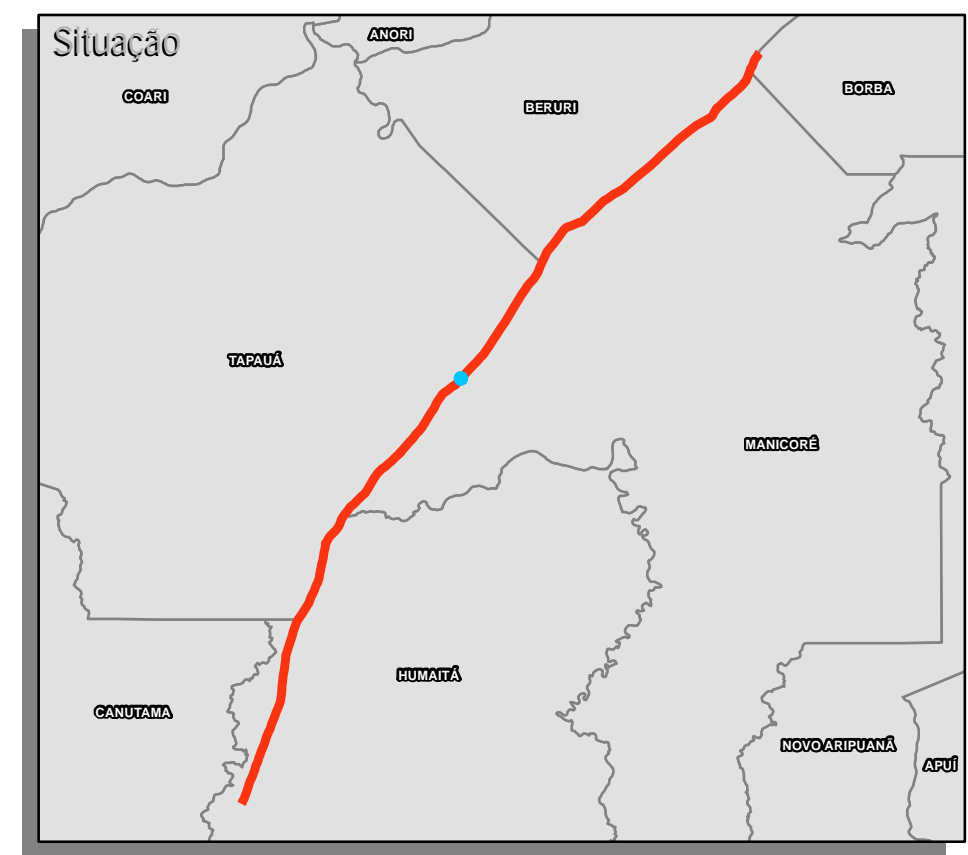 Situação
ANORI
COARI
BORBA
BERURI
TAPAUÁ
MANICORÉ
HUMAITÁ
CANUTAMA
NOVO ARIPUANÃ
APUÍ